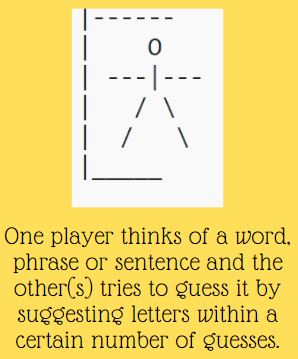 One player thinks of a word,
phrase or sentence and the
other(s) tries to guess it by
suggesting letters within a
certain number of guesses.